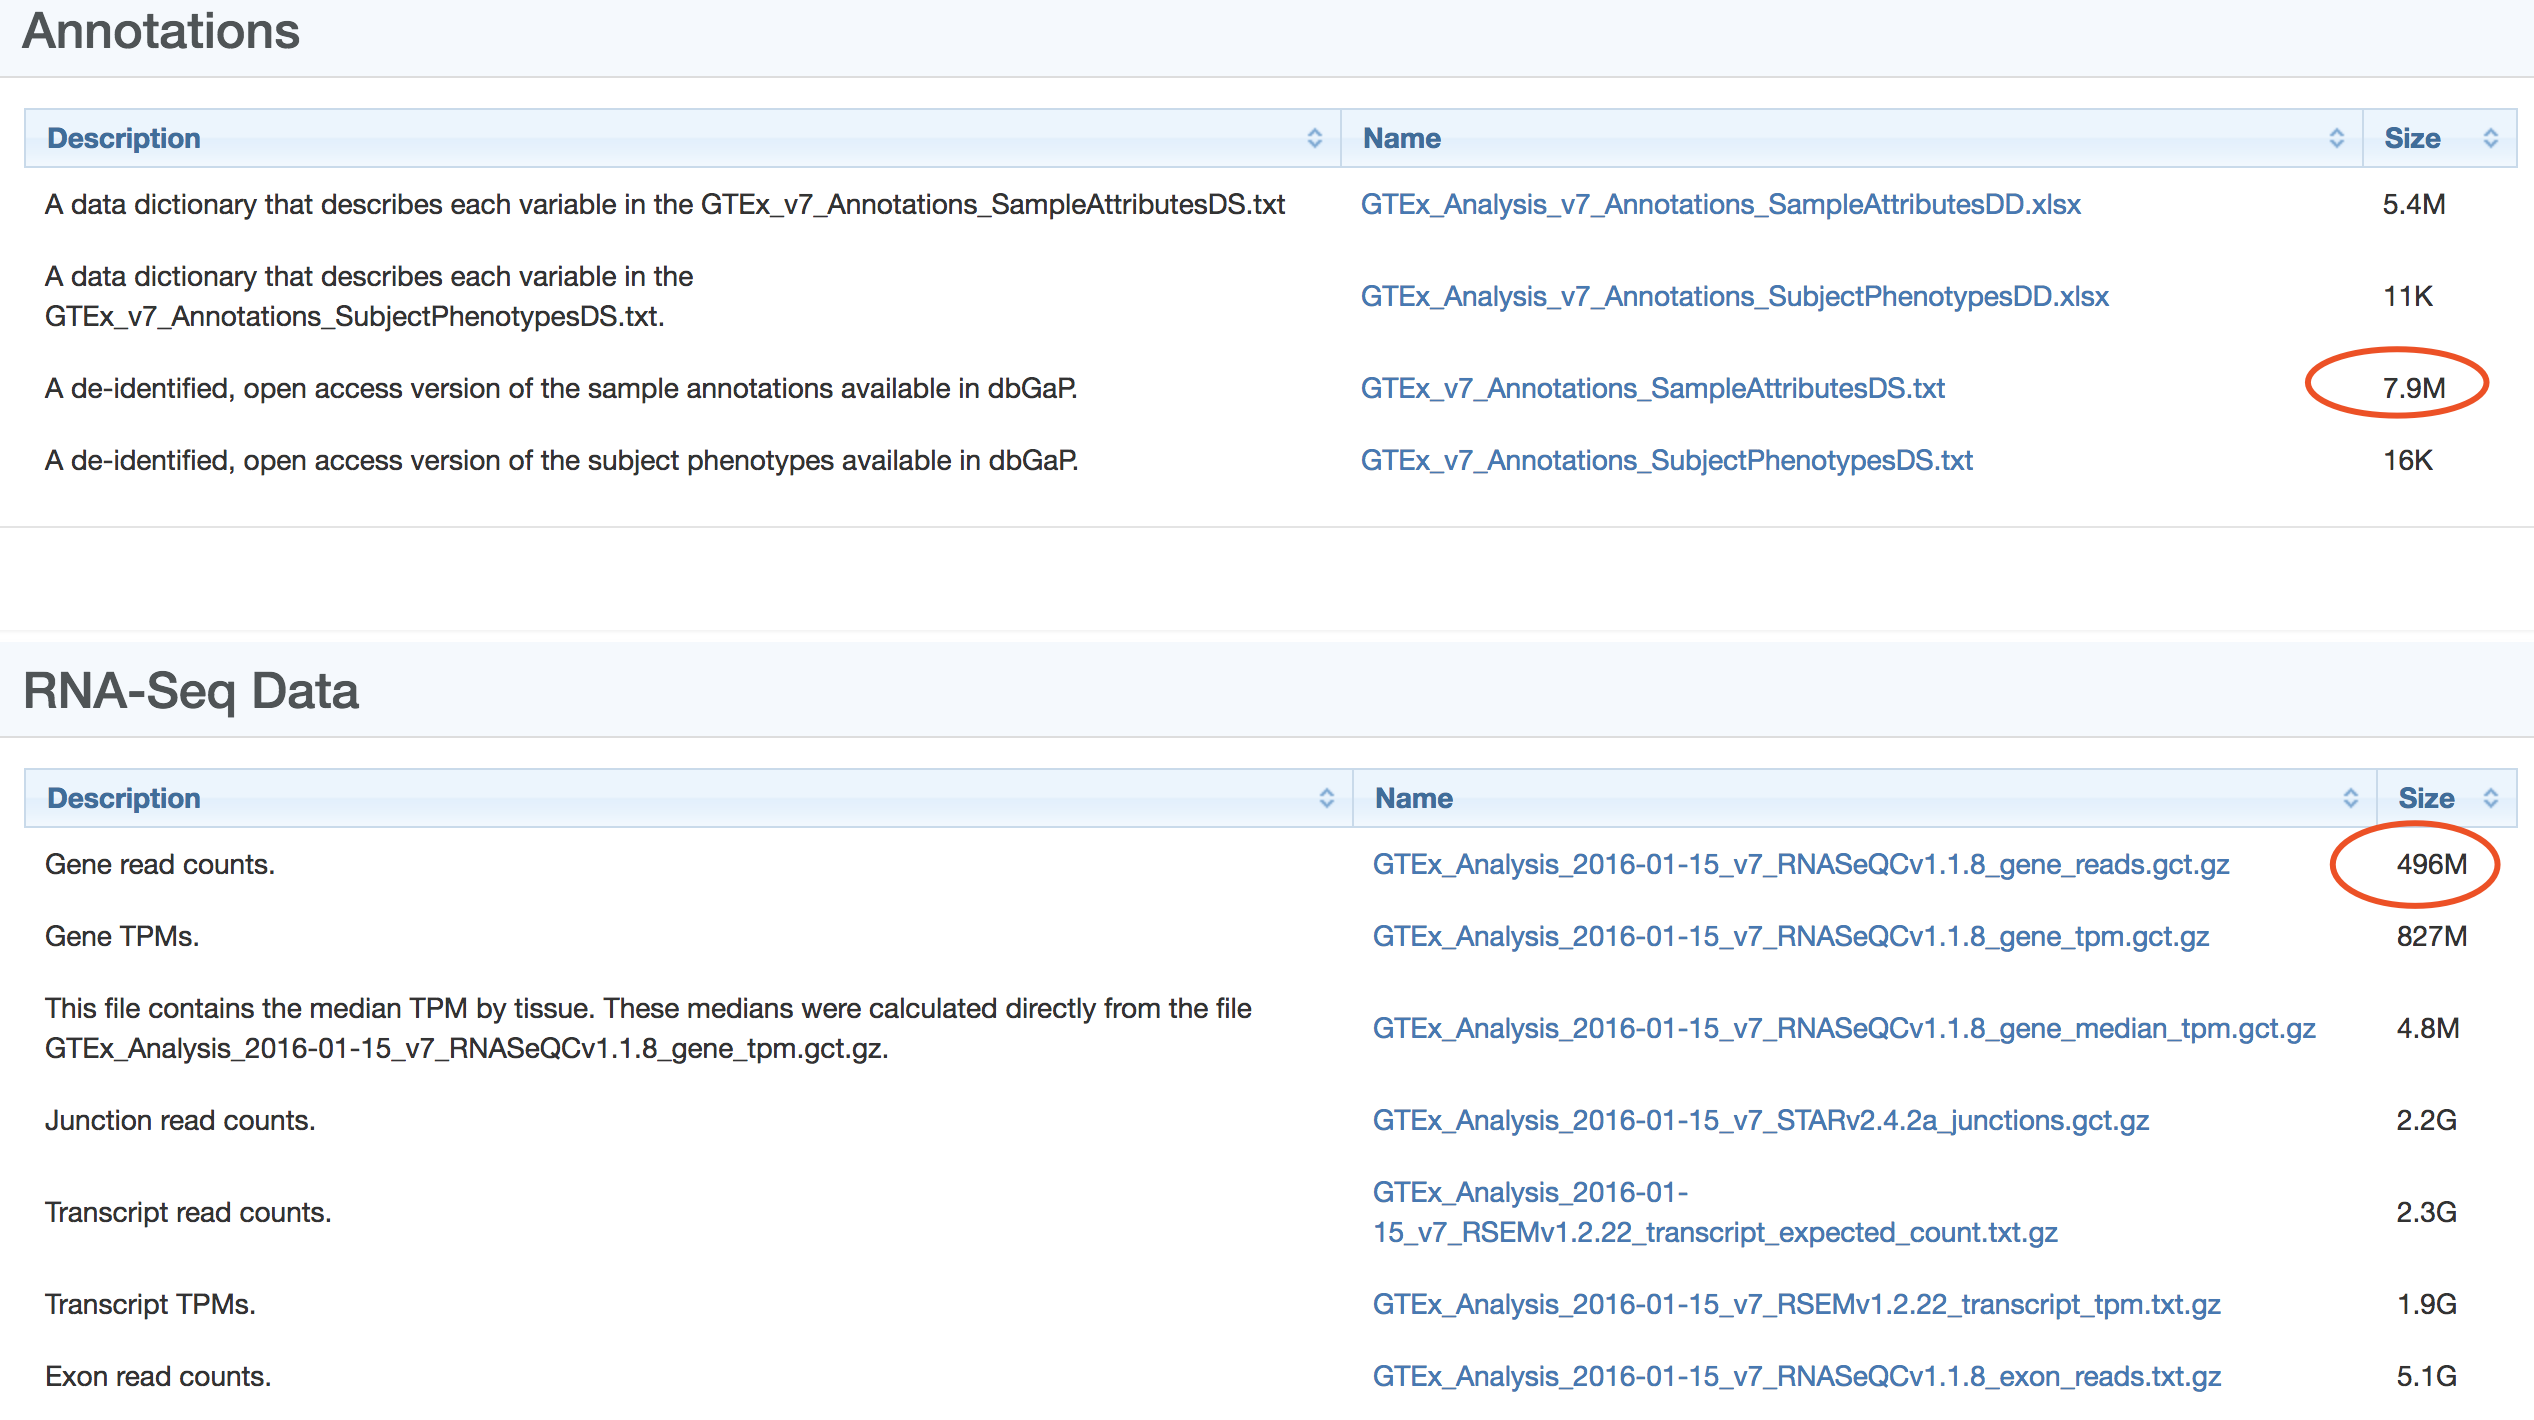 Annotations
Description Name Size
A data dictionary that describes each variable in the GTEx_v7_Annotations_SampleAttributesDS.txt GTEx_Analysis_v7_Annotations_SampleAttributesDD.xlsx 5.4M
A data dictionary that describes each variable in the
GTEx_v7_Annotations_SubjectPhenotypesDS.txt. GTEx_Analysis_v7_Annotations_SubjectPhenotypesDD.xlsx 11K
A de-identified, open access version of the sample annotations available in dbGaP. GTEx_v7_Annotations_SampleAttributesDS.txt 7.9M
A de-identified, open access version of the subject phenotypes available in dbGaP. GTEx_v7_Annotations_SubjectPhenotypesDS.txt 16K
RNA-Seq Data
Description Name Size
Gene read counts. GTEx_Analysis_2016-01-15_v7_RNASeQCv1.1.8_gene_reads.gct.gz 496M
Gene TPMs. GTEx_Analysis_2016-01-15_v7_RNASeQCv1.1.8_gene_tpm.gct.gz 827M
This file contains the median TPM by tissue. These medians were calculated directly from the file
GTEx_Analysis_2016-01-15_v7_RNASeQCv1.1.8_gene_tpm.gct.gz. GTEx_Analysis_2016-01-15_v7_RNASeQCv1.1.8_gene_median_tpm.gct.gz 4.8M
Junction read counts. GTEx_Analysis_2016-01-15_v7_STARv2.4.2a_junctions.gct.gz 2.2G
Transcript read counts. GTEx_Analysis_2016-01-
15_v7_RSEMv1.2.22_transcript_expected_count.txt.gz 2.3G
Transcript TPMs. GTEx_Analysis_2016-01-15_v7_RSEMv1.2.22_transcript_tpm.txt.gz 1.9G
Exon read counts. GTEx_Analysis_2016-01-15_v7_RNASeQCv1.1.8_exon_reads.txt.gz 5.1G